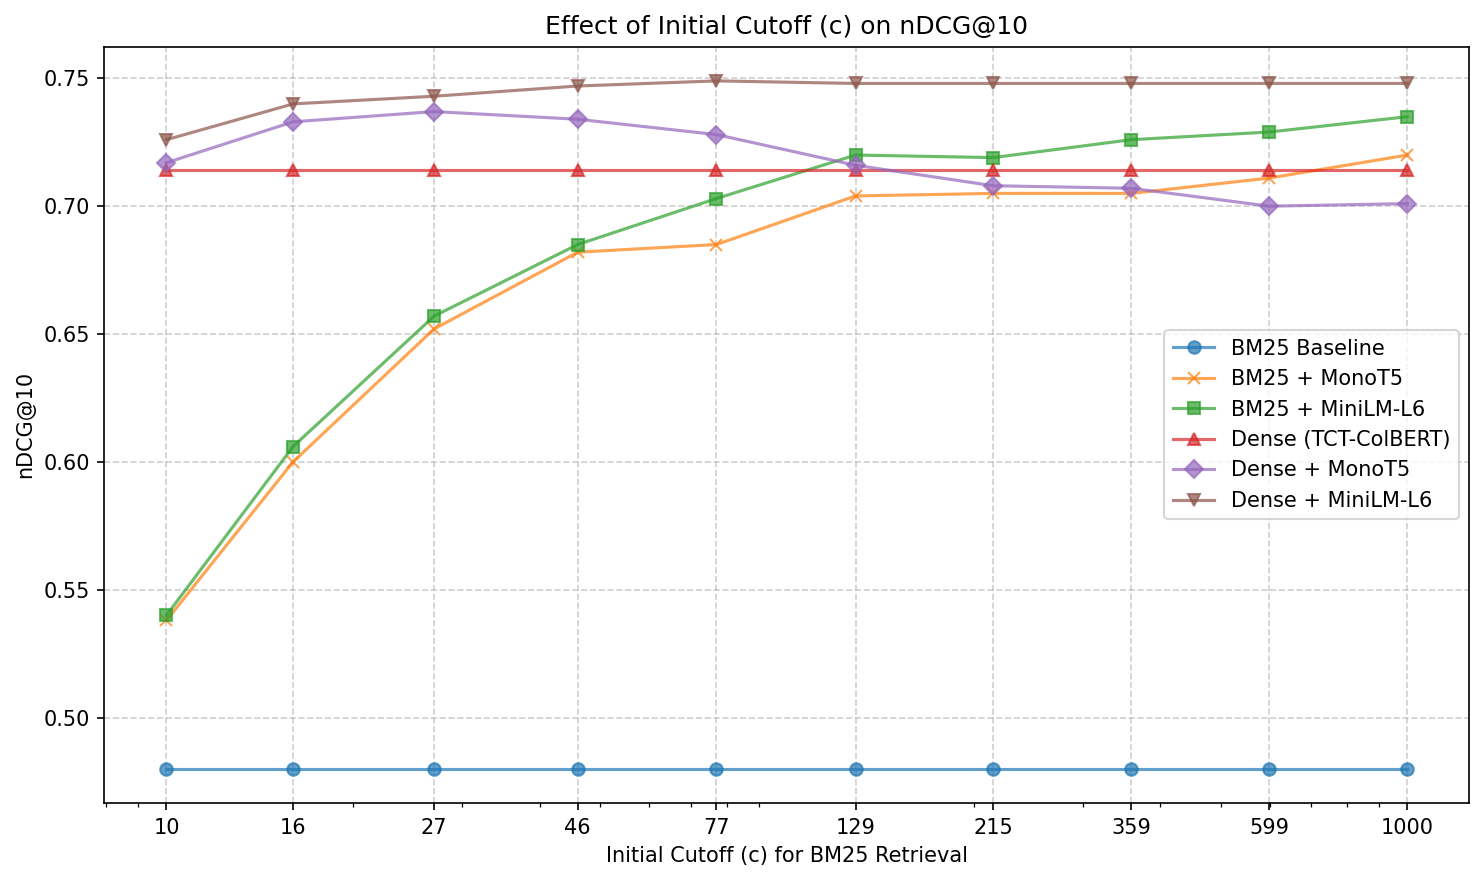 Effect of Initial Cutoff (c) on nDCG@10
nDCG@10
0.75
0.70
0.65
0.60
0.55
0.50
BM25 Baseline
BM25 + MonoT5
BM25 + MiniLM-L6
Dense (TCT-ColBERT)
Dense + MonoT5
Dense + MiniLM-L6
10 16 27 46 77 129 215 359 599 1000
Initial Cutoff (c) for BM25 Retrieval